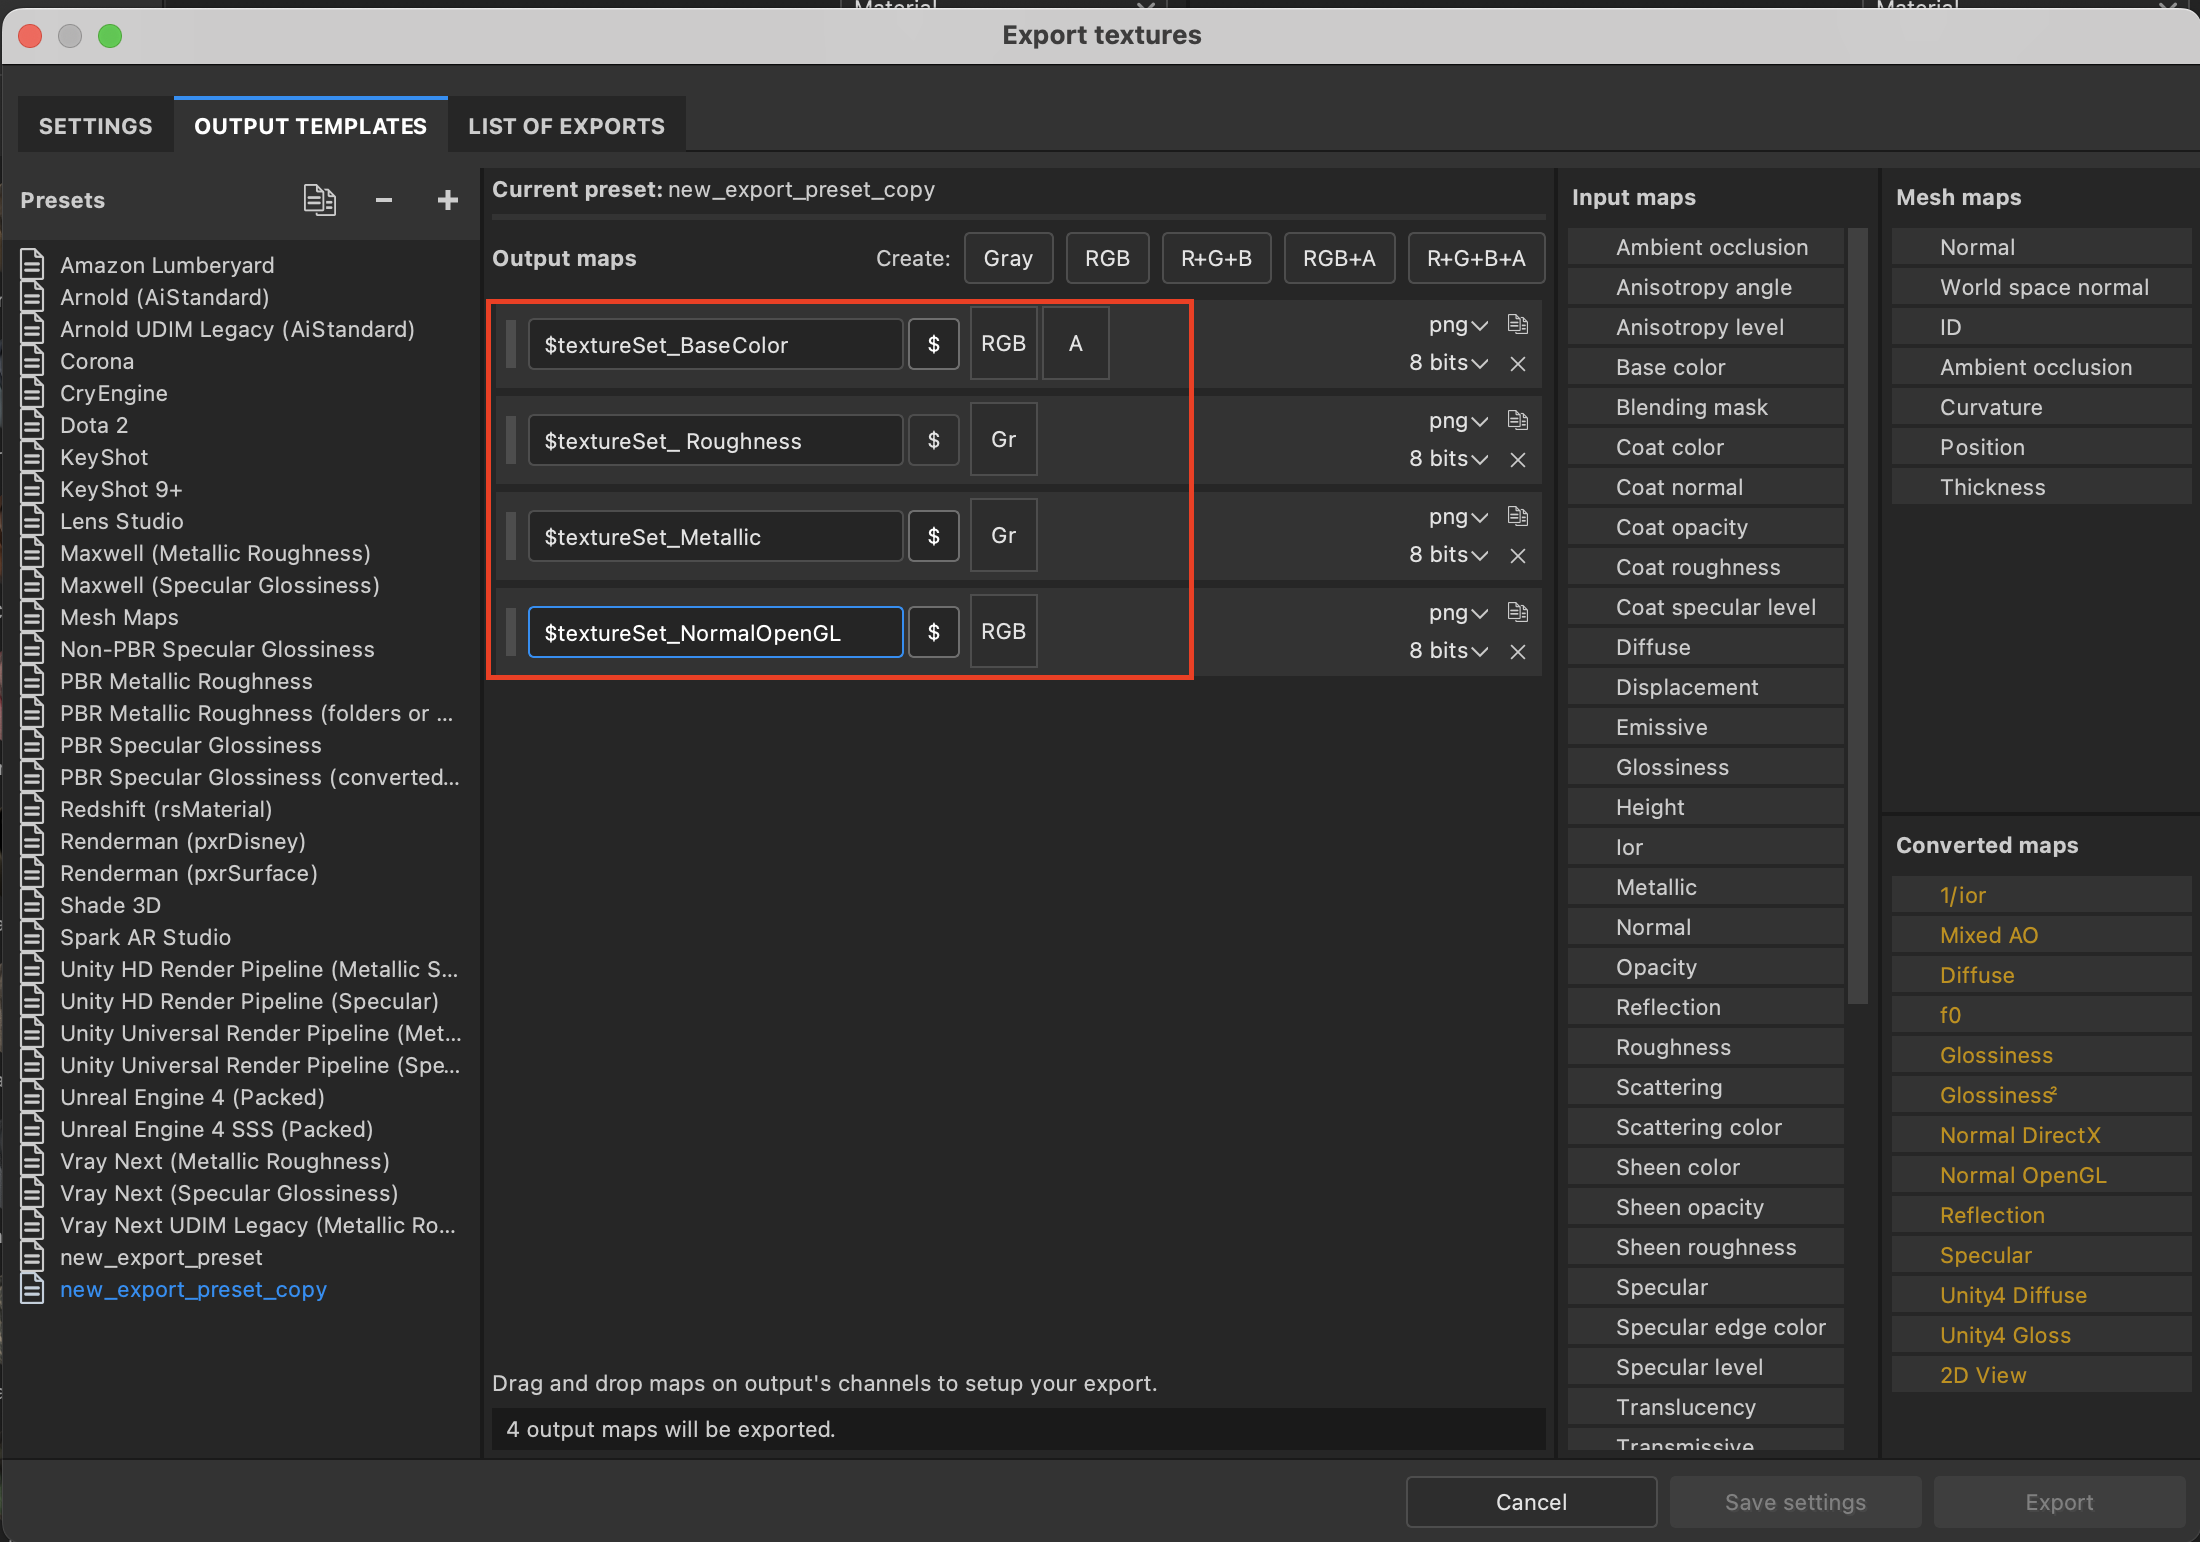 Material
Material
Export textures
SETTINGS
OUTPUT TEMPLATES
LIST OF EXPORTS
Presets
Amazon Lumberyard
Arnold (AiStandard)
Arnold UDIM Legacy (AiStandard)
Corona
CryEngine
Dota 2
KeyShot
KeyShot 9+
Lens Studio
Maxwell (Metallic Roughness)
Maxwell (Specular Glossiness)
Mesh Maps
Non-PBR Specular Glossiness
PBR Metallic Roughness
PBR Metallic Roughness (folders or ...
PBR Specular Glossiness
PBR Specular Glossiness (converted...
Redshift (rsMaterial)
Renderman (pxrDisney)
Renderman (pxrSurface)
Shade 3D
Spark AR Studio
Unity HD Render Pipeline (Metallic S...
Unity HD Render Pipeline (Specular)
Unity Universal Render Pipeline (Met...
Unity Universal Render Pipeline (Spe...
Unreal Engine 4 (Packed)
Unreal Engine 4 SSS (Packed)
Vray Next (Metallic Roughness)
Vray Next (Specular Glossiness)
Vray Next UDIM Legacy (Metallic Ro...
new_export_preset
new_export_preset_copy
Current preset: new_export_preset_copy
Output maps
Create: Gray RGB R+G+B RGB+A R+G+B+A
$textureSet_BaseColor $ RGB A png
8 bits
$textureSet_ Roughness $ Gr png
8 bits
$textureSet_Metallic $ Gr png
8 bits
$textureSet_NormalOpenGL $ RGB png
8 bits
Drag and drop maps on output's channels to setup your export.
4 output maps will be exported.
Input maps
Ambient occlusion
Anisotropy angle
Anisotropy level
Base color
Blending mask
Coat color
Coat normal
Coat opacity
Coat roughness
Coat specular level
Diffuse
Displacement
Emissive
Glossiness
Height
Ior
Metallic
Normal
Opacity
Reflection
Roughness
Scattering
Scattering color
Sheen color
Sheen opacity
Sheen roughness
Specular
Specular edge color
Specular level
Translucency
Transmissive
Mesh maps
Normal
World space normal
ID
Ambient occlusion
Curvature
Position
Thickness
Converted maps
1/ior
Mixed AO
Diffuse
f0
Glossiness
Glossiness²
Normal DirectX
Normal OpenGL
Reflection
Specular
Unity4 Diffuse
Unity4 Gloss
2D View
Cancel
Save settings
Export